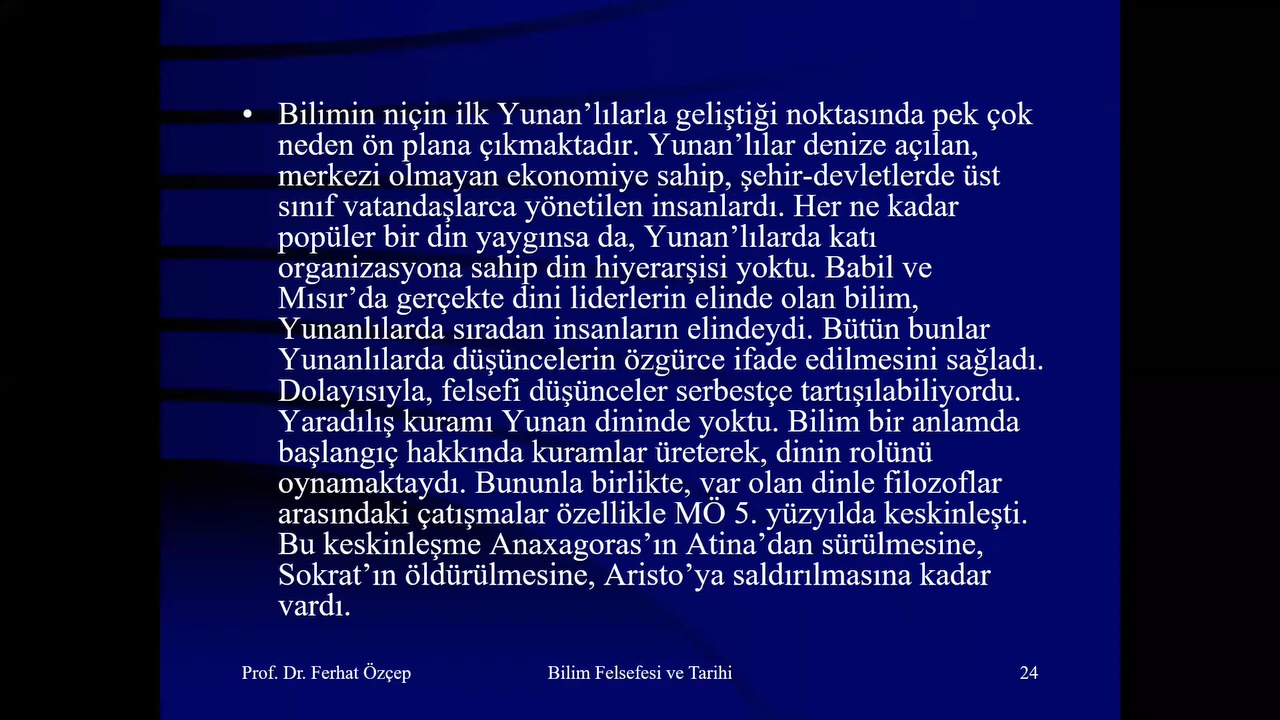 • Bilimin niçin ilk Yunan’lılarla geliştiği noktasında pek çok
neden ön plana çıkmaktadır. Yunan’lılar denize açılan,
merkezi olmayan ekonomiye sahip, şehir-devletlerde üst
sınıf vatandaşlarca yönetilen insanlardı. Her ne kadar
popüler bir din yaygınsa da, Yunan’lılarda katı
organizasyona sahip din hiyerarşisi yoktu. Babil ve
Mısır’da gerçekte dini liderlerin elinde olan bilim,
Yunanlılarda sıradan insanların elindeydi. Bütün bunlar
Yunanlılarda düşüncelerin özgürce ifade edilmesini sağladı.
Dolayısıyla, felsefi düşünceler serbestçe tartışılabiliyordu.
Yaradılış kuramı Yunan dininde yoktu. Bilim bir anlamda
başlangıç hakkında kuramlar üreterek, dinin rolünü
oynamaktaydı. Bununla birlikte, var olan dinle filozoflar
arasındaki çatışmalar özellikle MÖ 5. yüzyılda keskinleşti.
Bu keskinleşme Anaxagoras’ın Atina’dan sürülmesine,
Sokrat’ın öldürülmesine, Aristo’ya saldırılmasına kadar
vardı.
Prof. Dr. Ferhat Özçep Bilim Felsefesi ve Tarihi 24